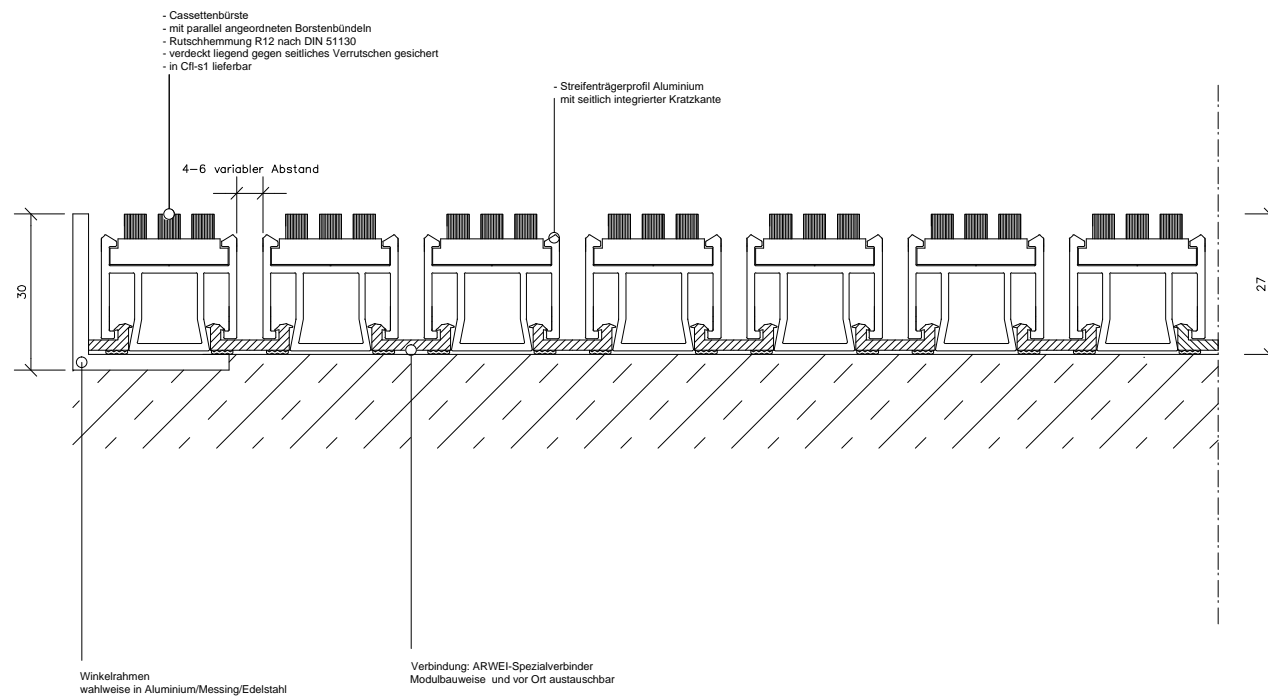 - Cassettenbürste
- mit parallel angeordneten Borstenbündeln
- Rutschhemmung R12 nach DIN 51130
- verdeckt liegend gegen seitliches Verrutschen gesichert
- in Cfl-s1 lieferbar
- Streifenträgerprofil Aluminium
mit seitlich integrierter Kratzkante
4-6 variabler Abstand
30
27
Winkelrahmen
wahlweise in Aluminium/Messing/Edelstahl
Verbindung: ARWEI-Spezialverbinder
Modulbauweise und vor Ort austauschbar